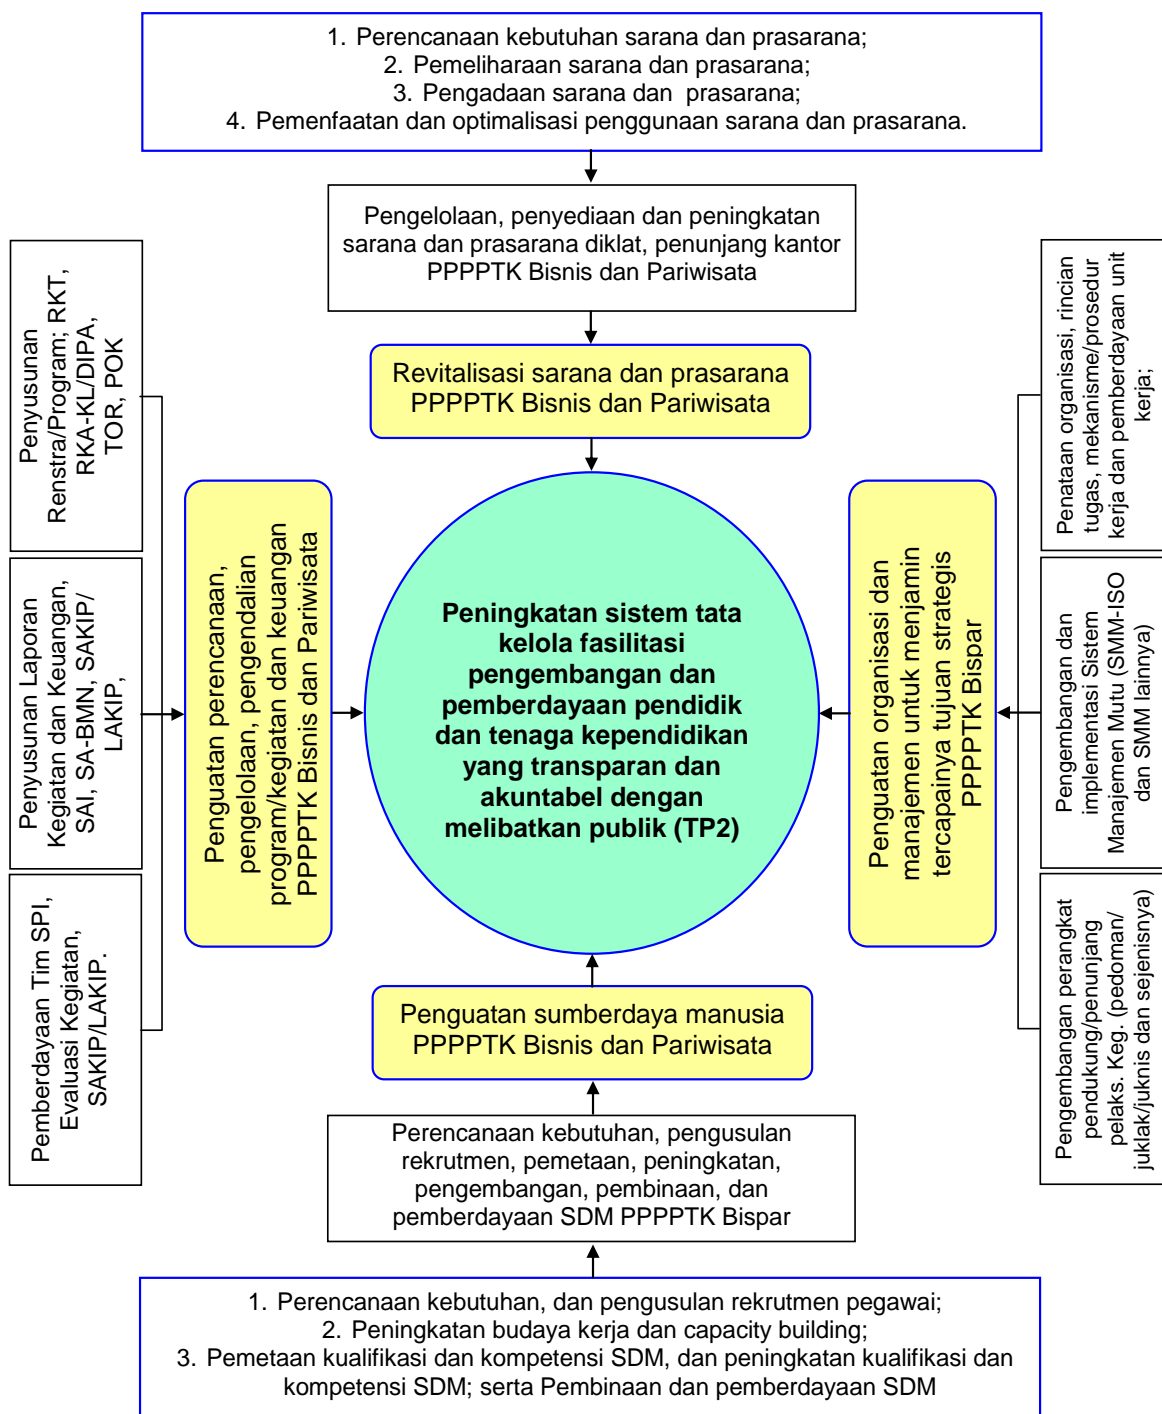 1. Perencanaan kebutuhan sarana dan prasarana;
2. Pemeliharaan sarana dan prasarana;
3. Pengadaan sarana dan prasarana;
4. Pemenfaatan dan optimalisasi penggunaan sarana dan prasarana.
Pengelolaan, penyediaan dan peningkatan
sarana dan prasarana diklat, penunjang kantor
PPPPTK Bisnis dan Pariwisata
Revitalisasi sarana dan prasarana
PPPPTK Bisnis dan Pariwisata
Penyusunan
Renstra/Program; RKT,
RKA-KL/DIPA,
TOR, POK
Penyusunan Laporan
Kegiatan dan Keuangan,
SAI, SA-BMN, SAKIP/
LAKIP,
Pemberdayaan Tim SPI,
Evaluasi Kegiatan,
SAKIP/LAKIP.
Penguatan perencanaan,
pengelolaan, pengendalian
program/kegiatan dan keuangan
PPPPTK Bisnis dan Pariwisata
Peningkatan sistem tata
kelola fasilitasi
pengembangan dan
pemberdayaan pendidik
dan tenaga kependidikan
yang transparan dan
akuntabel dengan
melibatkan publik (TP2)
Penguatan organisasi dan
manajemen untuk menjamin
tercapainya tujuan strategis
PPPPTK Bispar
Penataan organisasi, rincian
tugas, mekanisme/prosedur
kerja dan pemberdayaan unit
kerja;
Pengembangan dan
implementasi Sistem
Manajemen Mutu (SMM-ISO
dan SMM lainnya)
Pengembangan perangkat
pendukung/penunjang
pelaks. Keg. (pedoman/
juklak/juknis dan sejenisnya)
Penguatan sumberdaya manusia
PPPPTK Bisnis dan Pariwisata
Perencanaan kebutuhan, pengusulan
rekrutmen, pemetaan, peningkatan,
pengembangan, pembinaan, dan
pemberdayaan SDM PPPPTK Bispar
1. Perencanaan kebutuhan, dan pengusulan rekrutmen pegawai;
2. Peningkatan budaya kerja dan capacity building;
3. Pemetaan kualifikasi dan kompetensi SDM, dan peningkatan kualifikasi dan
kompetensi SDM; serta Pembinaan dan pemberdayaan SDM